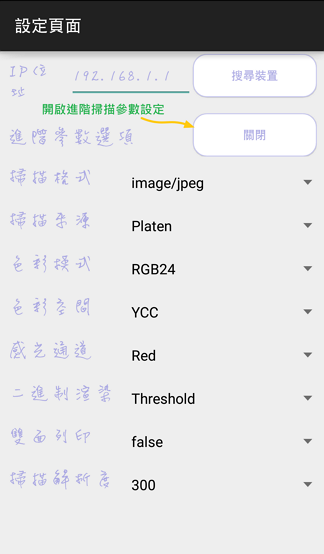 設定頁面
IP位址
192.168.1.1
搜尋裝置
開啟進階掃描參數設定
進階參數選項
關閉
掃描格式
image/jpeg
掃描來源
Platen
色彩模式
RGB24
色彩空間
YCC
感光通道
Red
二進制渲染
Threshold
雙面列印
false
掃描解析度
300